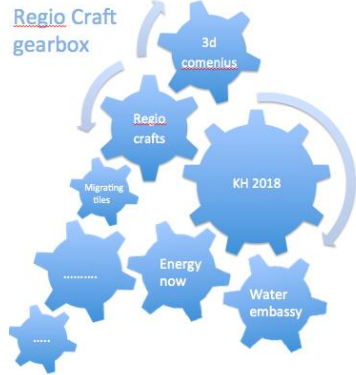 Regio Craft
gearbox
3d
comenius
Regio
crafts
Migrating
tiles
KH 2018
..........
Energy
now
Water
embassy
.....